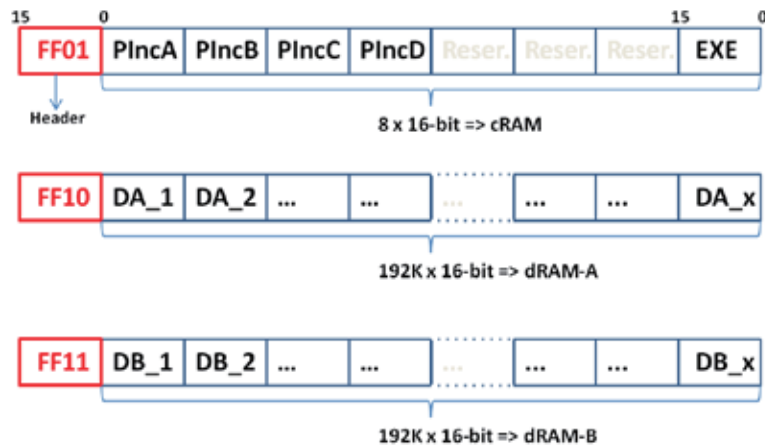 15 0 15 0
FF01 PIncA PIncB PIncC PIncD Reser. Reser. Reser. EXE
Header
8 x 16-bit => cRAM
FF10 DA_1 DA_2 ... ... ... ... ... DA_x
192K x 16-bit => dRAM-A
FF11 DB_1 DB_2 ... ... ... ... ... DB_x
192K x 16-bit => dRAM-B